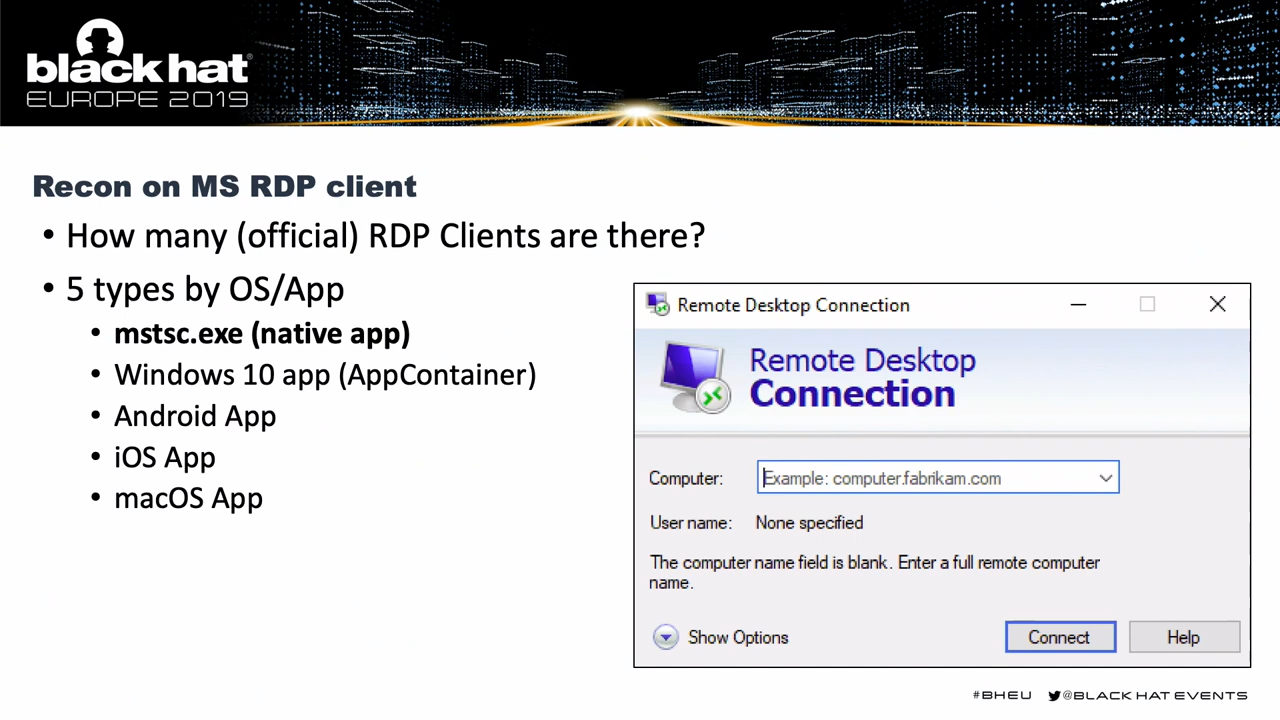 black hat®
EUROPE 2019
Recon on MS RDP client
• How many (official) RDP Clients are there?
• 5 types by OS/App
• mstsc.exe (native app)
• Windows 10 app (AppContainer)
• Android App
• iOS App
• macOS App
Remote Desktop Connection
Remote Desktop
Connection
Computer: Example: computer.fabrikam.com
User name: None specified
The computer name field is blank. Enter a full remote computer
name.
Show Options Connect Help
#BHEU @BLACK HAT EVENTS